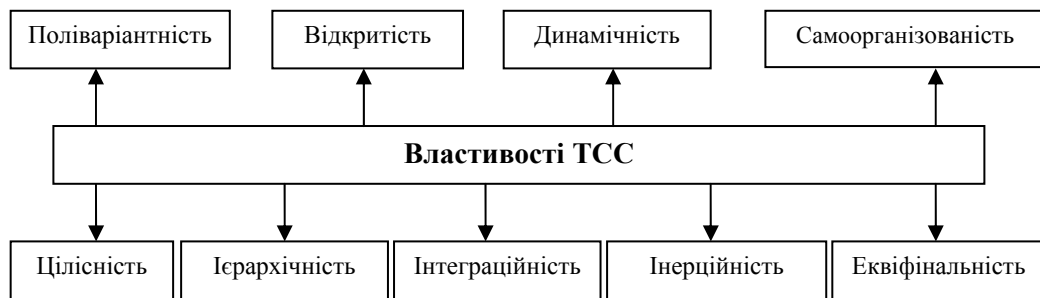 Поліваріантність
Відкритість
Динамічність
Самоорганізованість
Властивості ТСС
Цілісність
Ієрархічність
Інтеграційність
Інерційність
Еквіфінальність